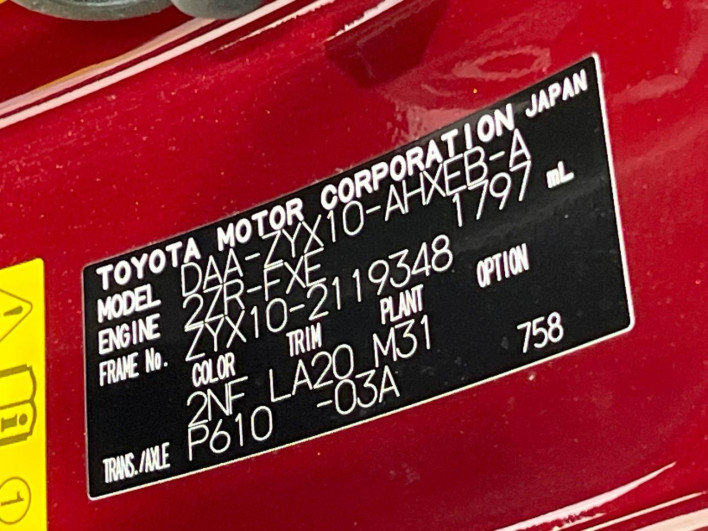 TOYOTA MOTOR CORPORATION JAPAN
MODEL DAA-ZYX10-AHXEB-A
ENGINE 2ZR-FXE 1797 mL
FRAME No. ZYX10-2119348
COLOR TRIM PLANT OPTION
2NF LA20 M31 758
TRANS./AXLE P610 -03A
1